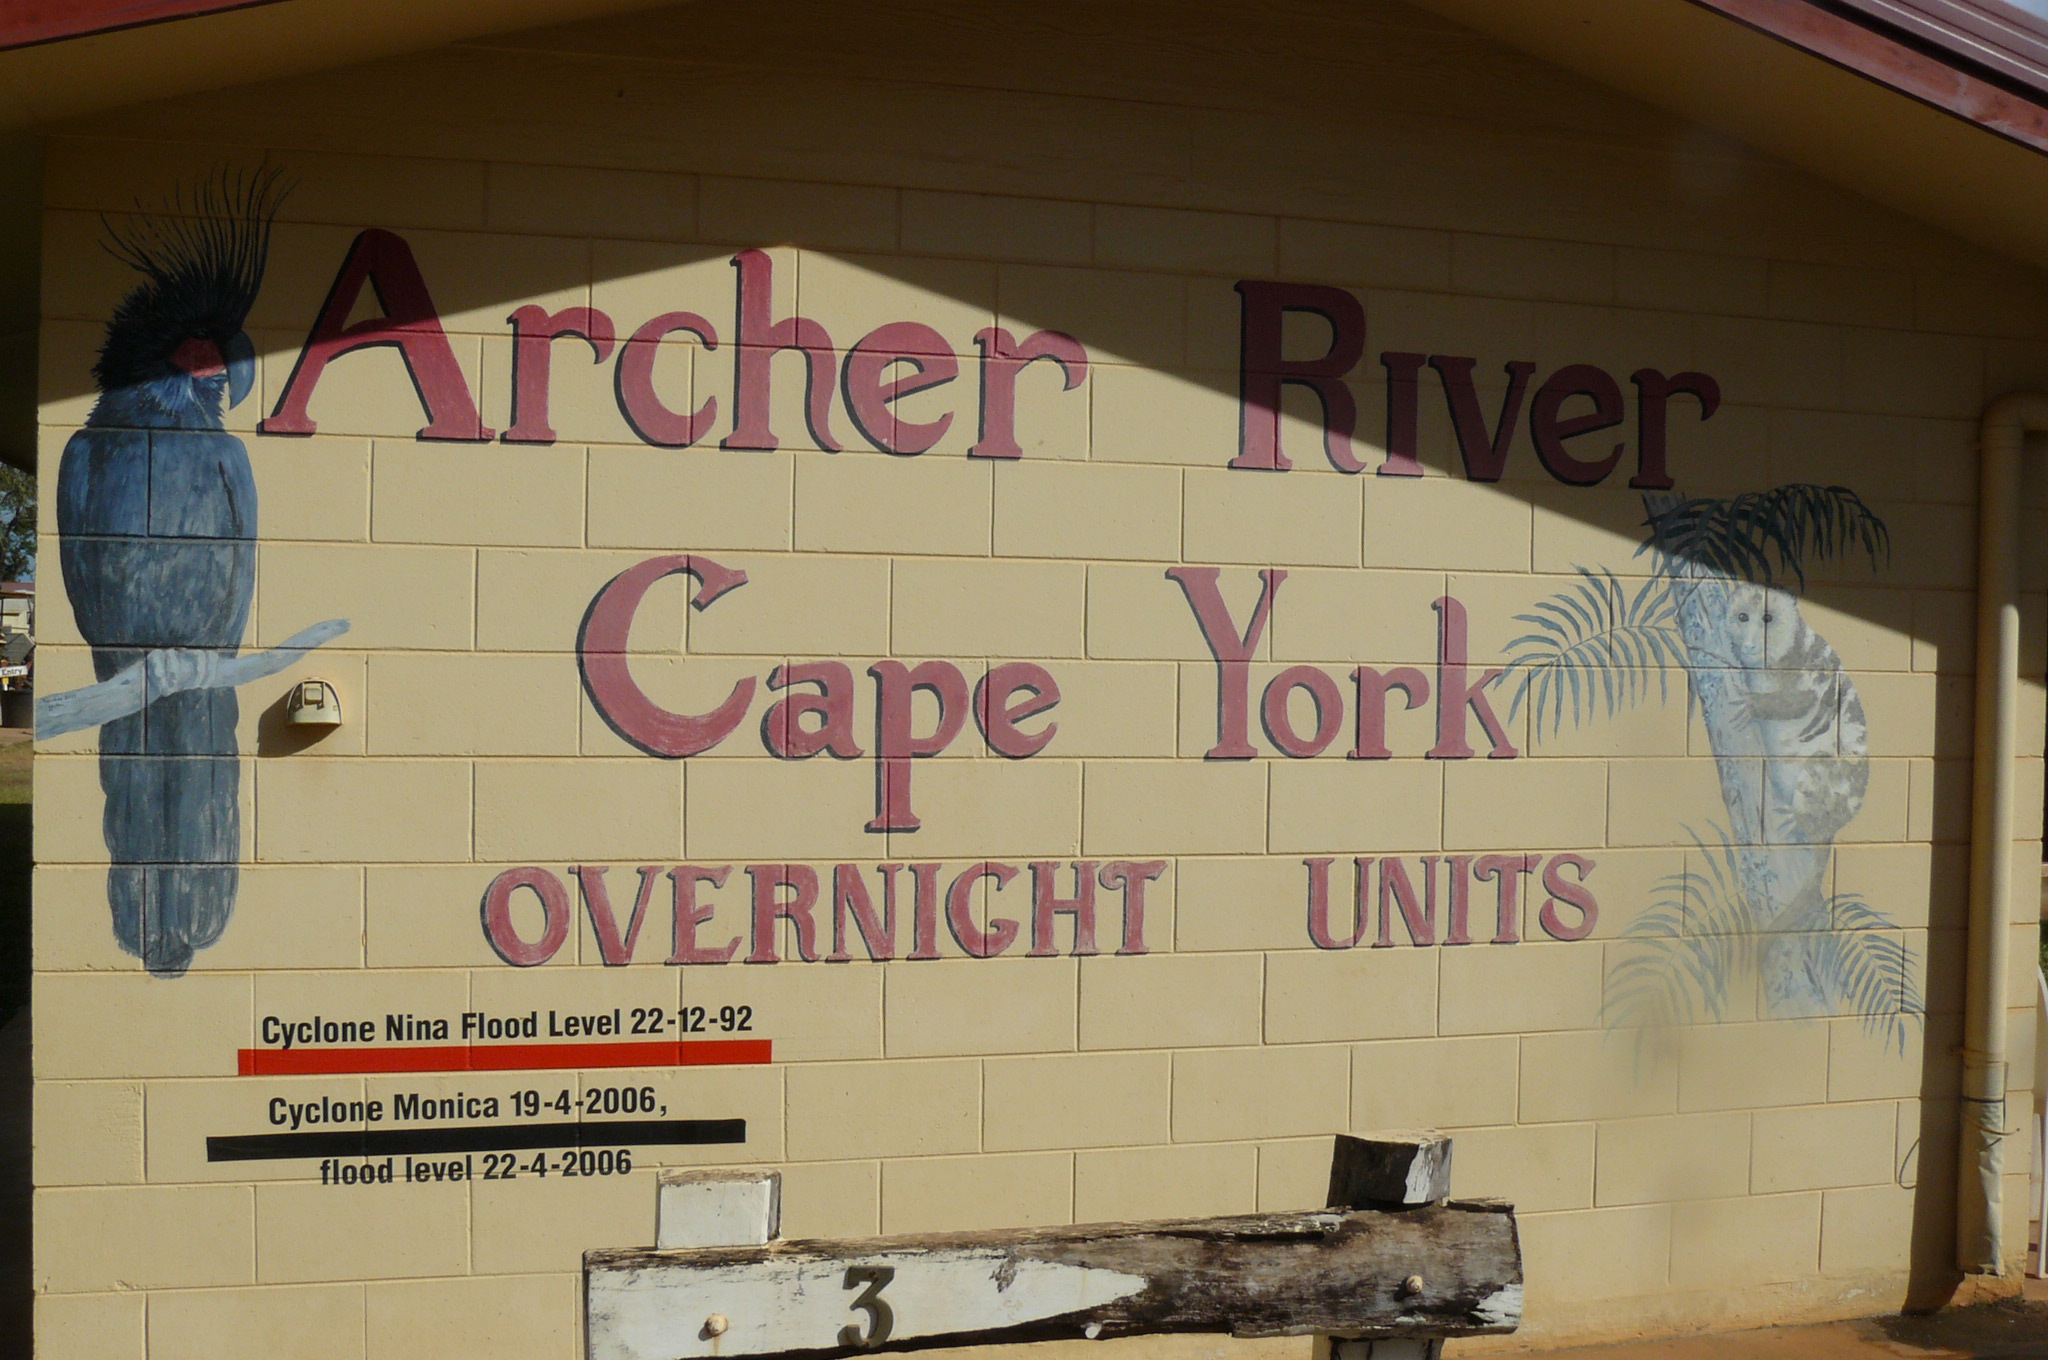 Archer River
Cape York
OVERNIGHT UNITS
Cyclone Nina Flood Level 22-12-92
Cyclone Monica 19-4-2006,
flood level 22-4-2006
3
Entry